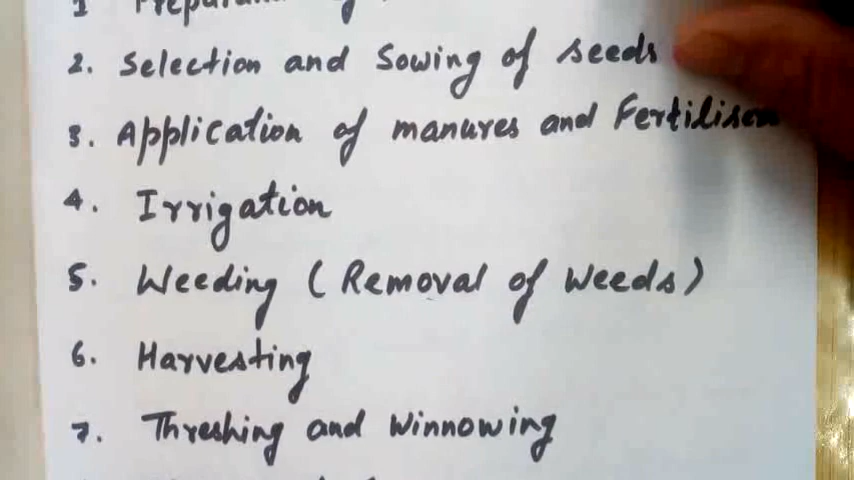 1
2. Selection and Sowing of seeds
3. Application of manures and
4. Irrigation
5. Weeding (Removal of weeds)
6. Harvesting
7. Threshing and winnowing